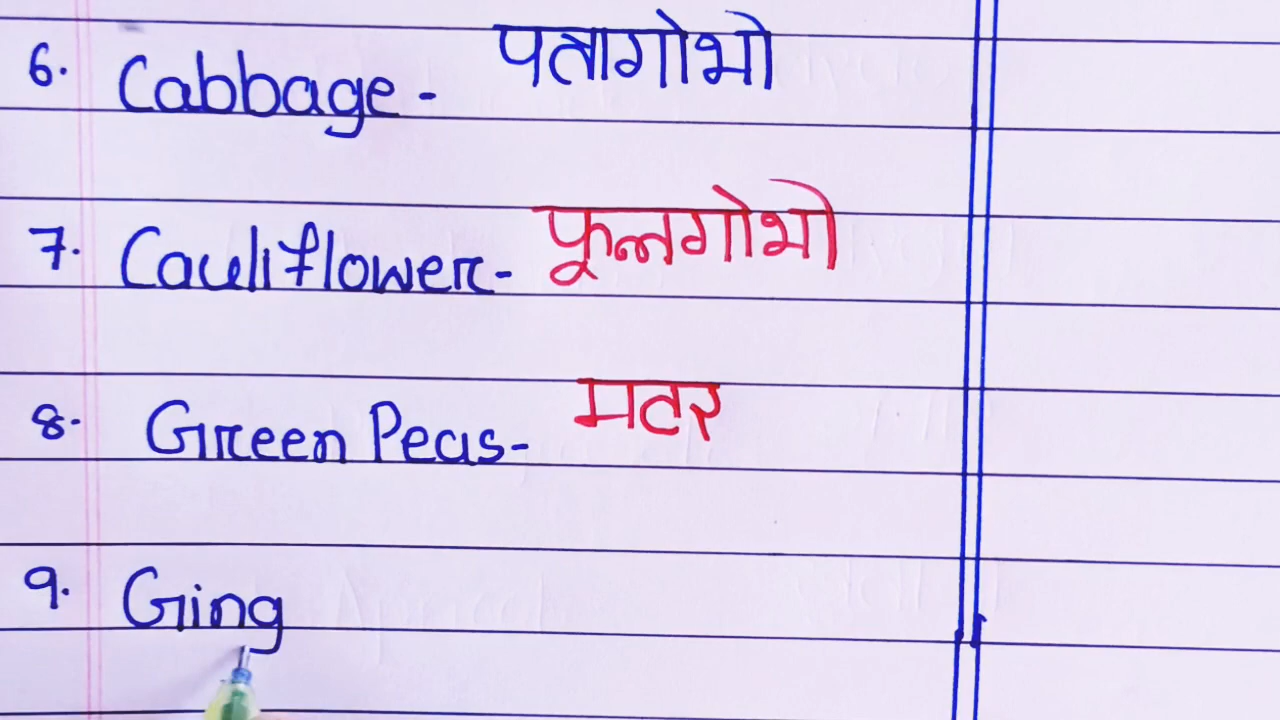 6. Cabbage - पत्तागोभी
7. Cauliflower - फूलगोभी
8. Green Peas - मटर
9. Ging